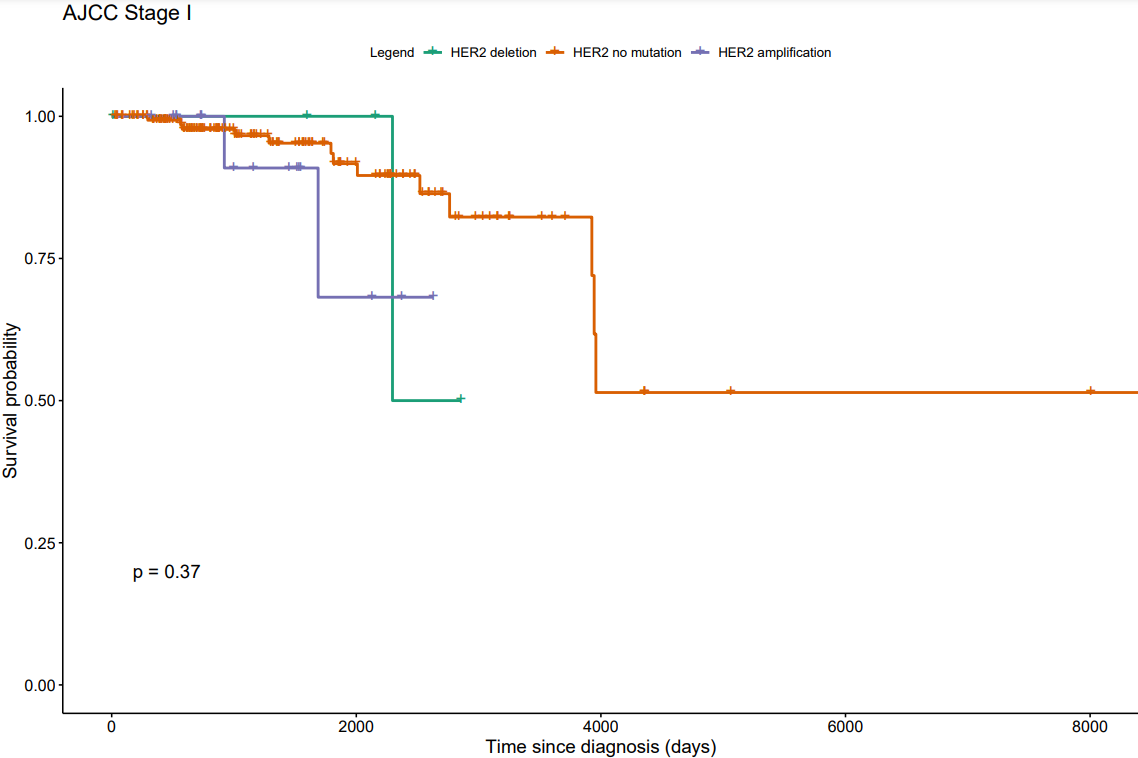 AJCC Stage I
Legend HER2 deletion HER2 no mutation HER2 amplification
1.00
0.75
0.50
0.25
0.00
Survival probability
p = 0.37
0 2000 4000 6000 8000
Time since diagnosis (days)